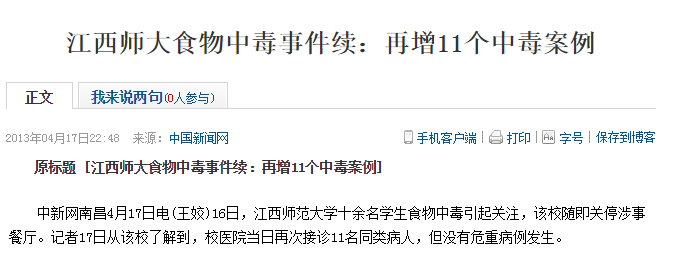 江西师大食物中毒事件续：再增11个中毒案例
正文 我来说两句(0人参与)
2013年04月17日22:48 来源：中国新闻网 手机客户端 打印 Aa 字号 保存到博客
原标题 [江西师大食物中毒事件续：再增11个中毒案例]
中新网南昌4月17日电(王姣)16日，江西师范大学十余名学生食物中毒引起关注，该校随即关停涉事
餐厅。记者17日从该校了解到，校医院当日再次接诊11名同类病人，但没有危重病例发生。